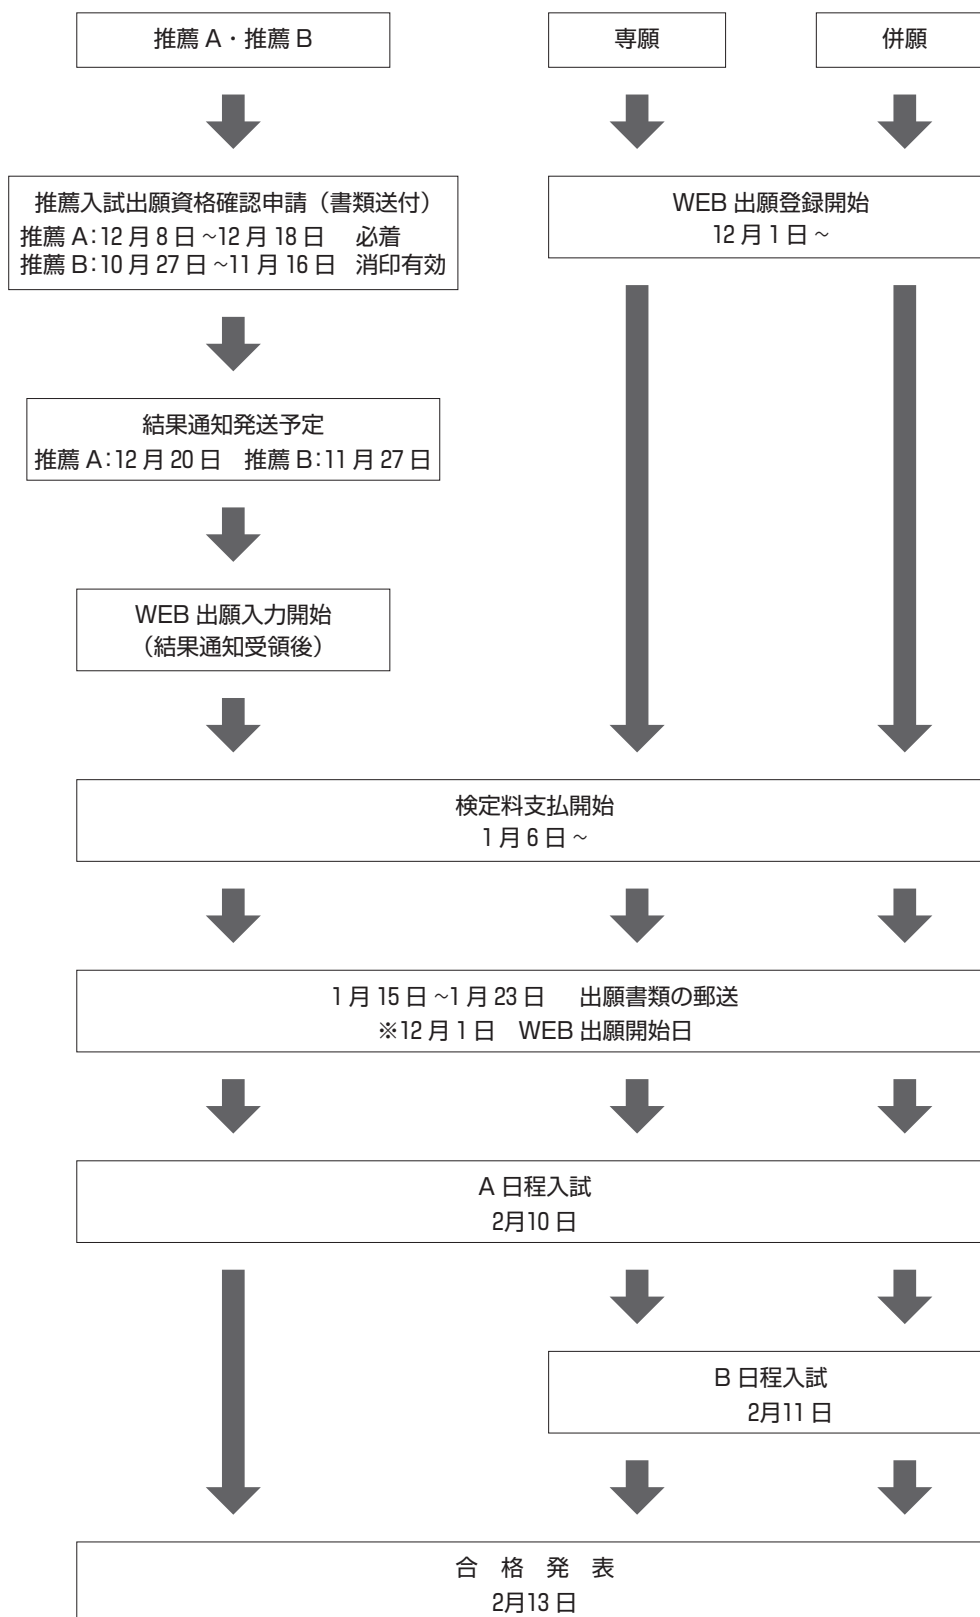 推薦 A・推薦 B
専願
併願
推薦入試出願資格確認申請（書類送付）
推薦 A：12 月 8 日 ~12 月 18 日　必着
推薦 B：10 月 27 日 ~11 月 16 日　消印有効
WEB 出願登録開始
12 月 1 日 ~
結果通知発送予定
推薦 A：12 月 20 日　推薦 B：11 月 27 日
WEB 出願入力開始
（結果通知受領後）
検定料支払開始
1 月 6 日 ~
1 月 15 日 ~1 月 23 日　出願書類の郵送
※12 月 1 日　WEB 出願開始日
A 日程入試
2月10 日
B 日程入試
2月11 日
合　格　発　表
2月13 日